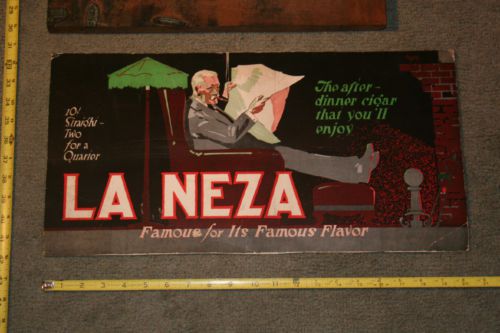 10¢
Straight –
Two
for a
Quarter
The after–
dinner cigar
that you'll
enjoy
LA NEZA
Famous for Its Famous Flavor